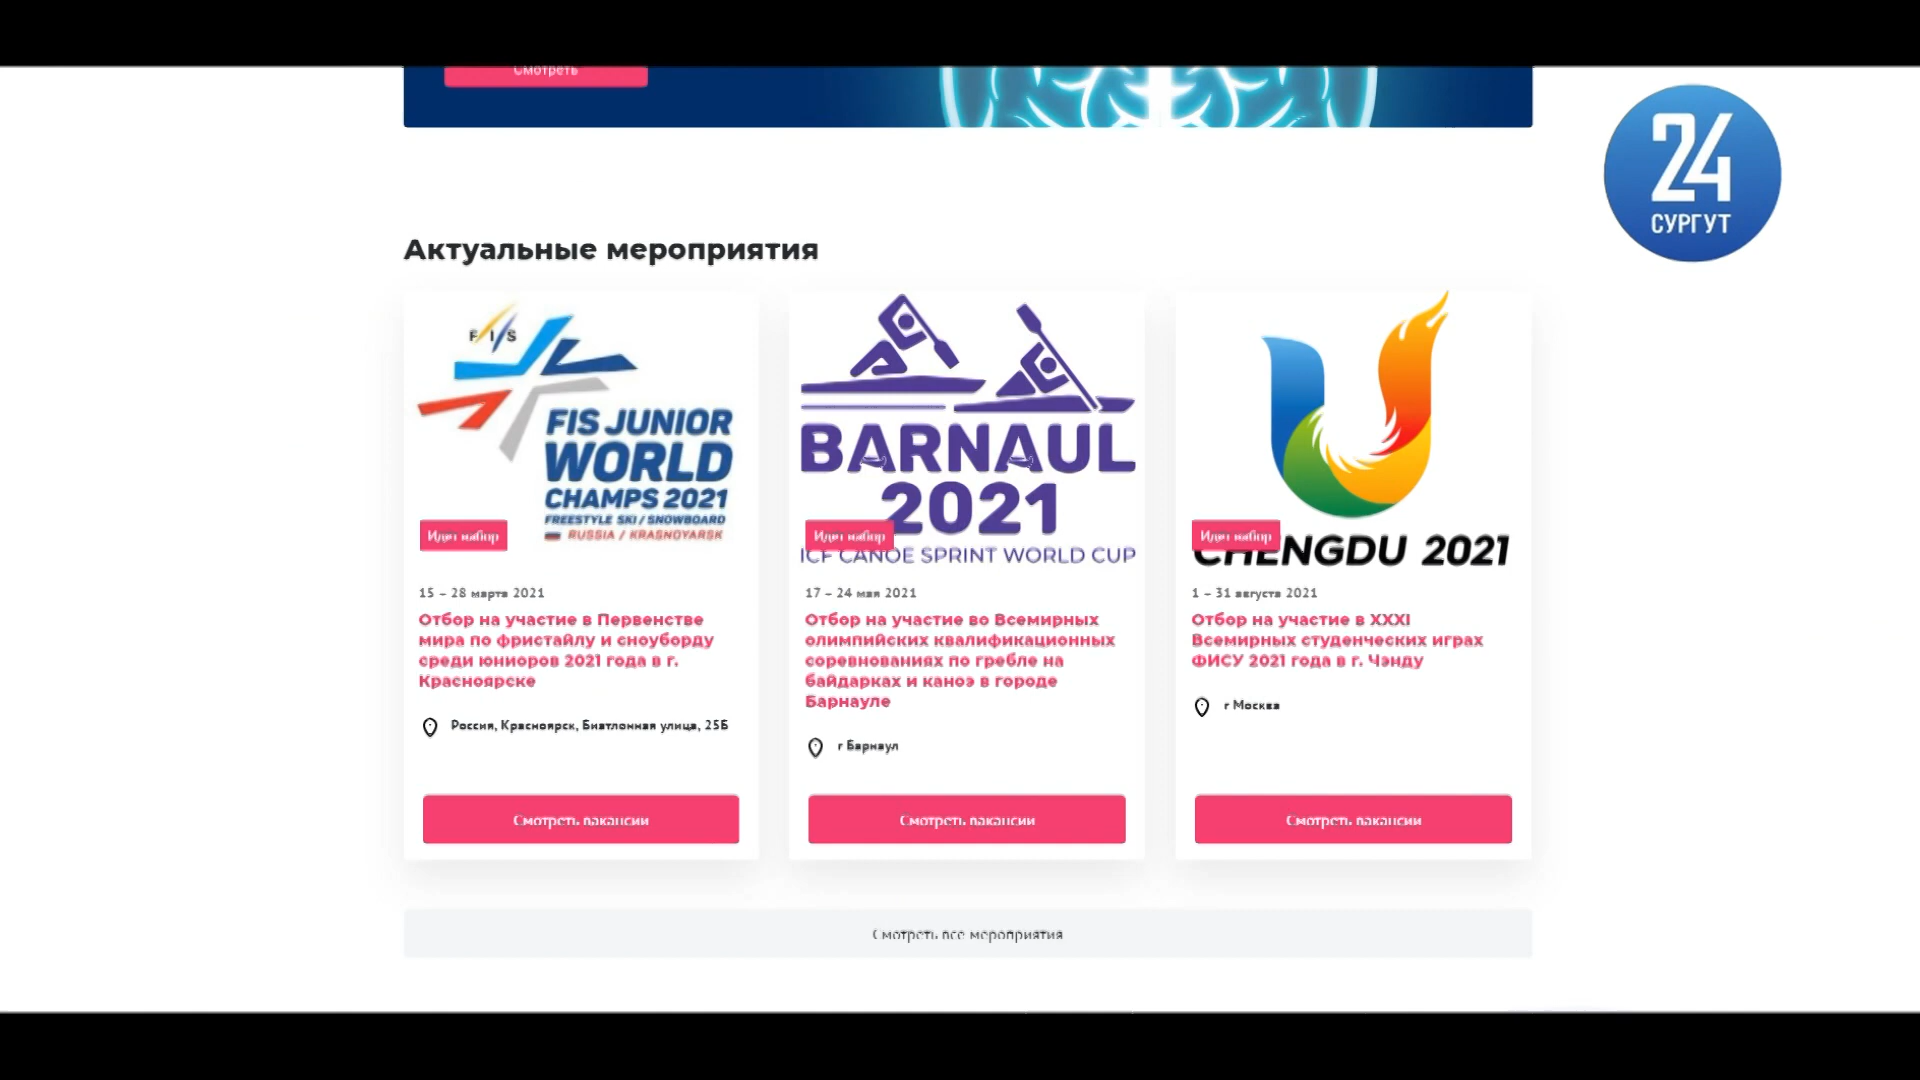 Смотреть
24
СУРГУТ
Актуальные мероприятия
FIS
FIS JUNIOR
WORLD
CHAMPS 2021
FREESTYLE SKI / SNOWBOARD
RUSSIA / KRASNOYARSK
Идет набор
15 – 28 марта 2021
Отбор на участие в Первенстве
мира по фристайлу и сноуборду
среди юниоров 2021 года в г.
Красноярске
Россия, Красноярск, Биатлонная улица, 25Б
Смотреть вакансии
BARNAUL
2021
ICF CANOE SPRINT WORLD CUP
Идет набор
17 – 24 мая 2021
Отбор на участие во Всемирных
олимпийских квалификационных
соревнованиях по гребле на
байдарках и каноэ в городе
Барнауле
г Барнаул
Смотреть вакансии
CHENGDU 2021
Идет набор
1 – 31 августа 2021
Отбор на участие в XXXI
Всемирных студенческих играх
ФИСУ 2021 года в г. Чэнду
г Москва
Смотреть вакансии
Смотреть все мероприятия